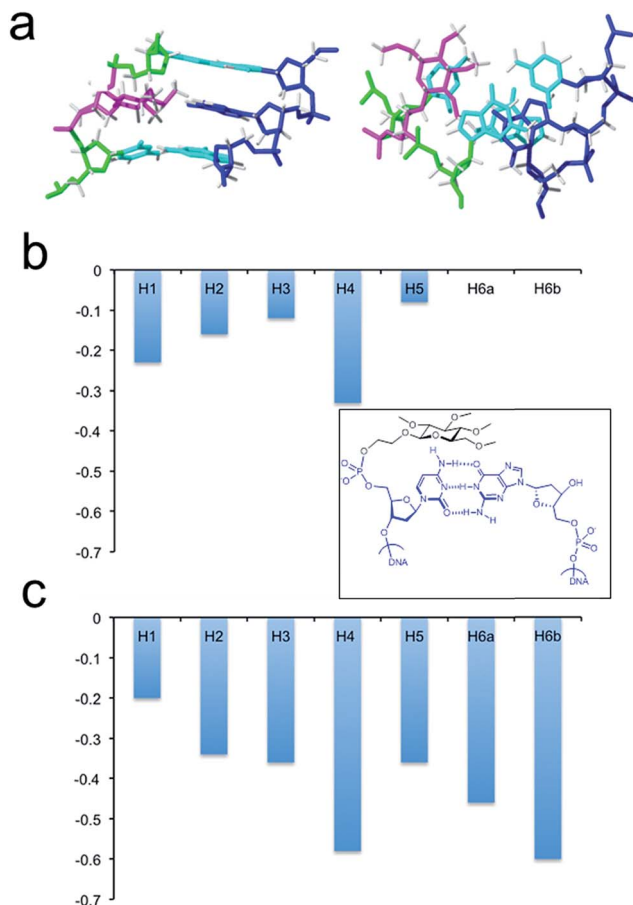 a
b
0
-0.1
-0.2
-0.3
-0.4
-0.5
-0.6
-0.7
H1 H2 H3 H4 H5 H6a H6b
O O O O O O O
O P O O- O
H N H O N
N H N N
O H N N H
O O DNA
OH O O O P O- O O DNA
c
0
-0.1
-0.2
-0.3
-0.4
-0.5
-0.6
-0.7
H1 H2 H3 H4 H5 H6a H6b